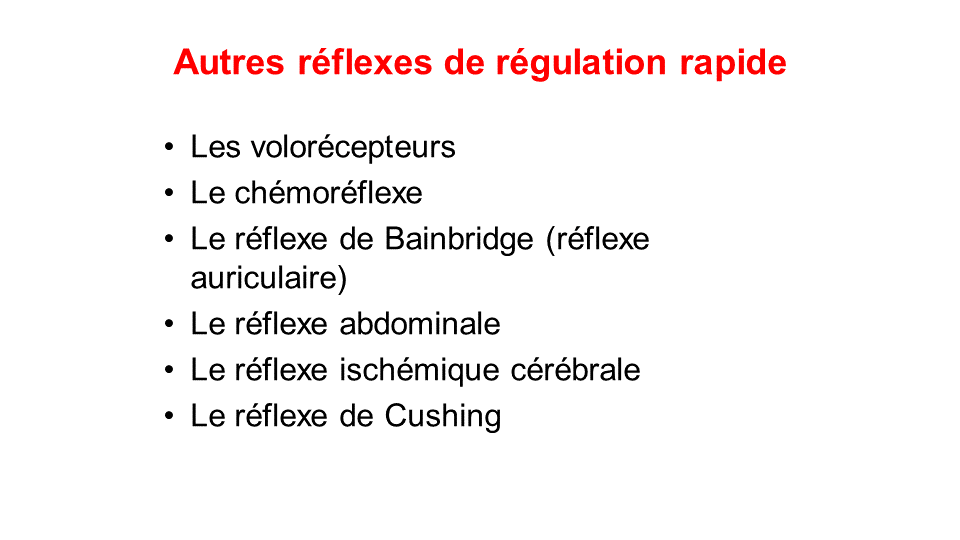 Autres réflexes de régulation rapide
• Les volorécepteurs
• Le chémoréflexe
• Le réflexe de Bainbridge (réflexe
auriculaire)
• Le réflexe abdominale
• Le réflexe ischémique cérébrale
• Le réflexe de Cushing